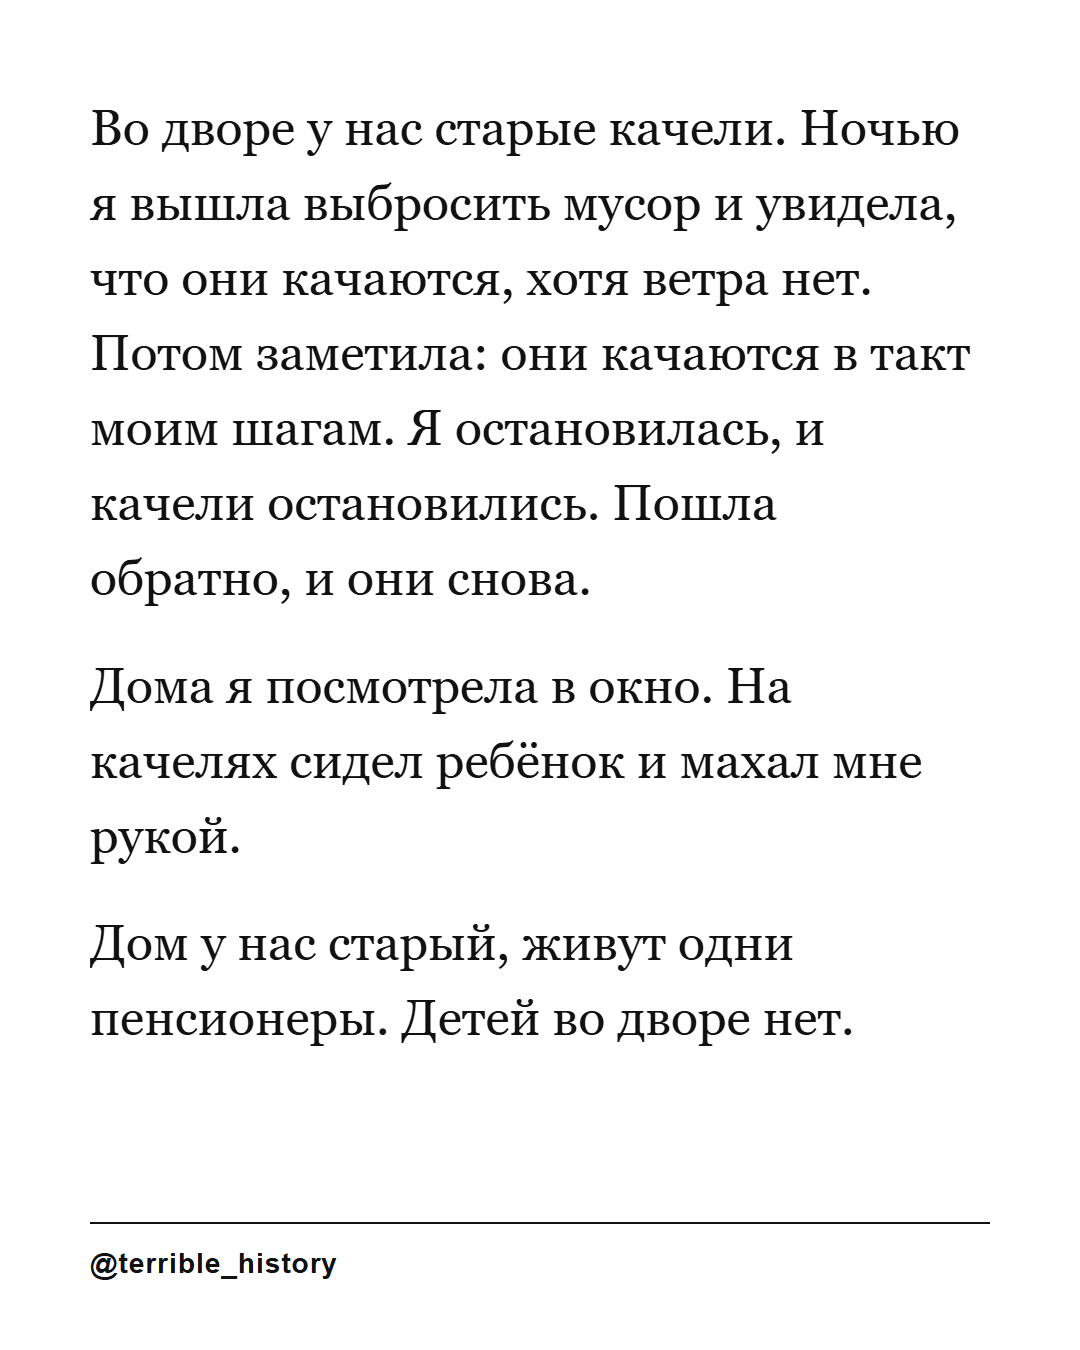 Во дворе у нас старые качели. Ночью
я вышла выбросить мусор и увидела,
что они качаются, хотя ветра нет.
Потом заметила: они качаются в такт
моим шагам. Я остановилась, и
качели остановились. Пошла
обратно, и они снова.
Дома я посмотрела в окно. На
качелях сидел ребёнок и махал мне
рукой.
Дом у нас старый, живут одни
пенсионеры. Детей во дворе нет.
@terrible_history